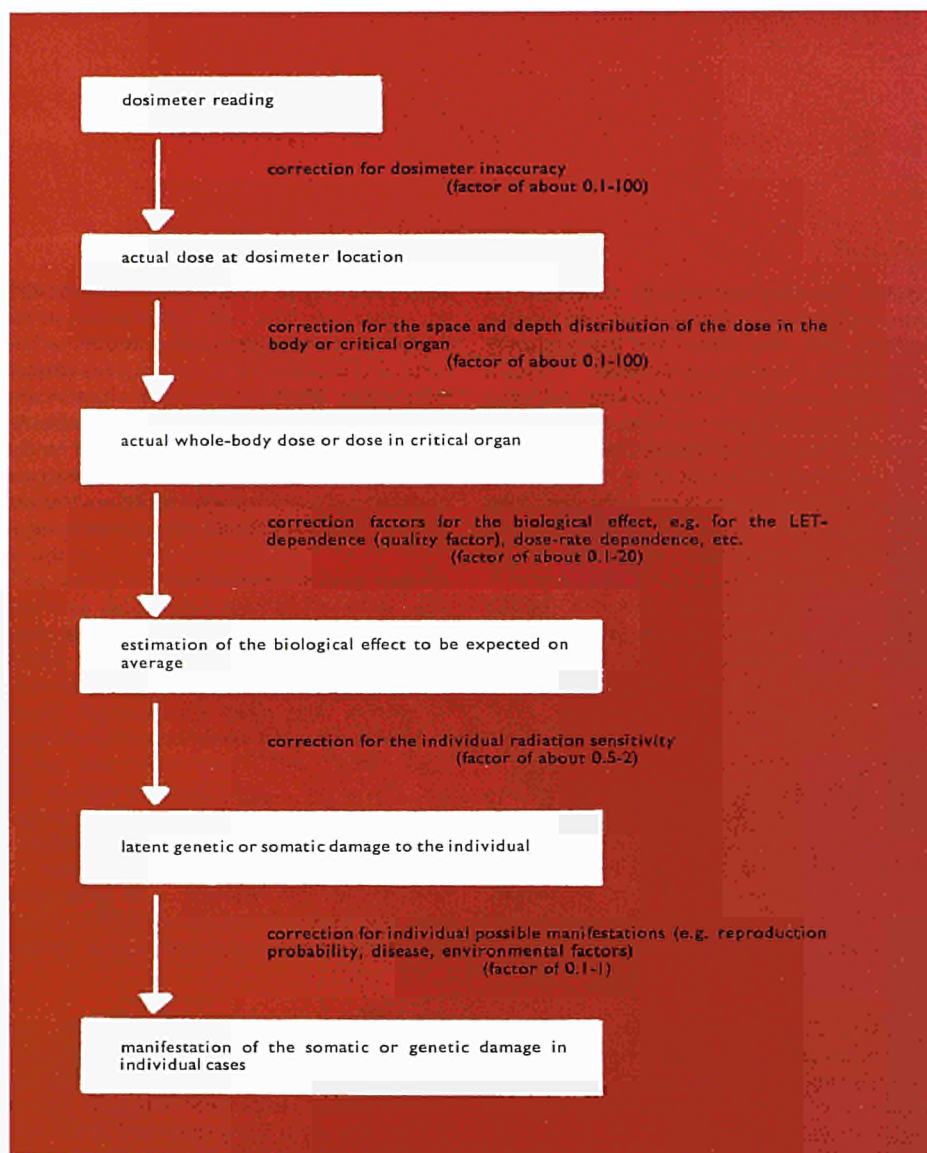 dosimeter reading
correction for dosimeter inaccuracy
(factor of about 0.1-100)
actual dose at dosimeter location
correction for the space and depth distribution of the dose in the
body or critical organ
(factor of about 0.1-100)
actual whole-body dose or dose in critical organ
correction factors for the biological effect, e.g. for the LET-
dependence (quality factor), dose-rate dependence, etc.
(factor of about 0.1-20)
estimation of the biological effect to be expected on
average
correction for the individual radiation sensitivity
(factor of about 0.5-2)
latent genetic or somatic damage to the individual
correction for individual possible manifestations (e.g. reproduction
probability, disease, environmental factors)
(factor of 0.1-1)
manifestation of the somatic or genetic damage in
individual cases